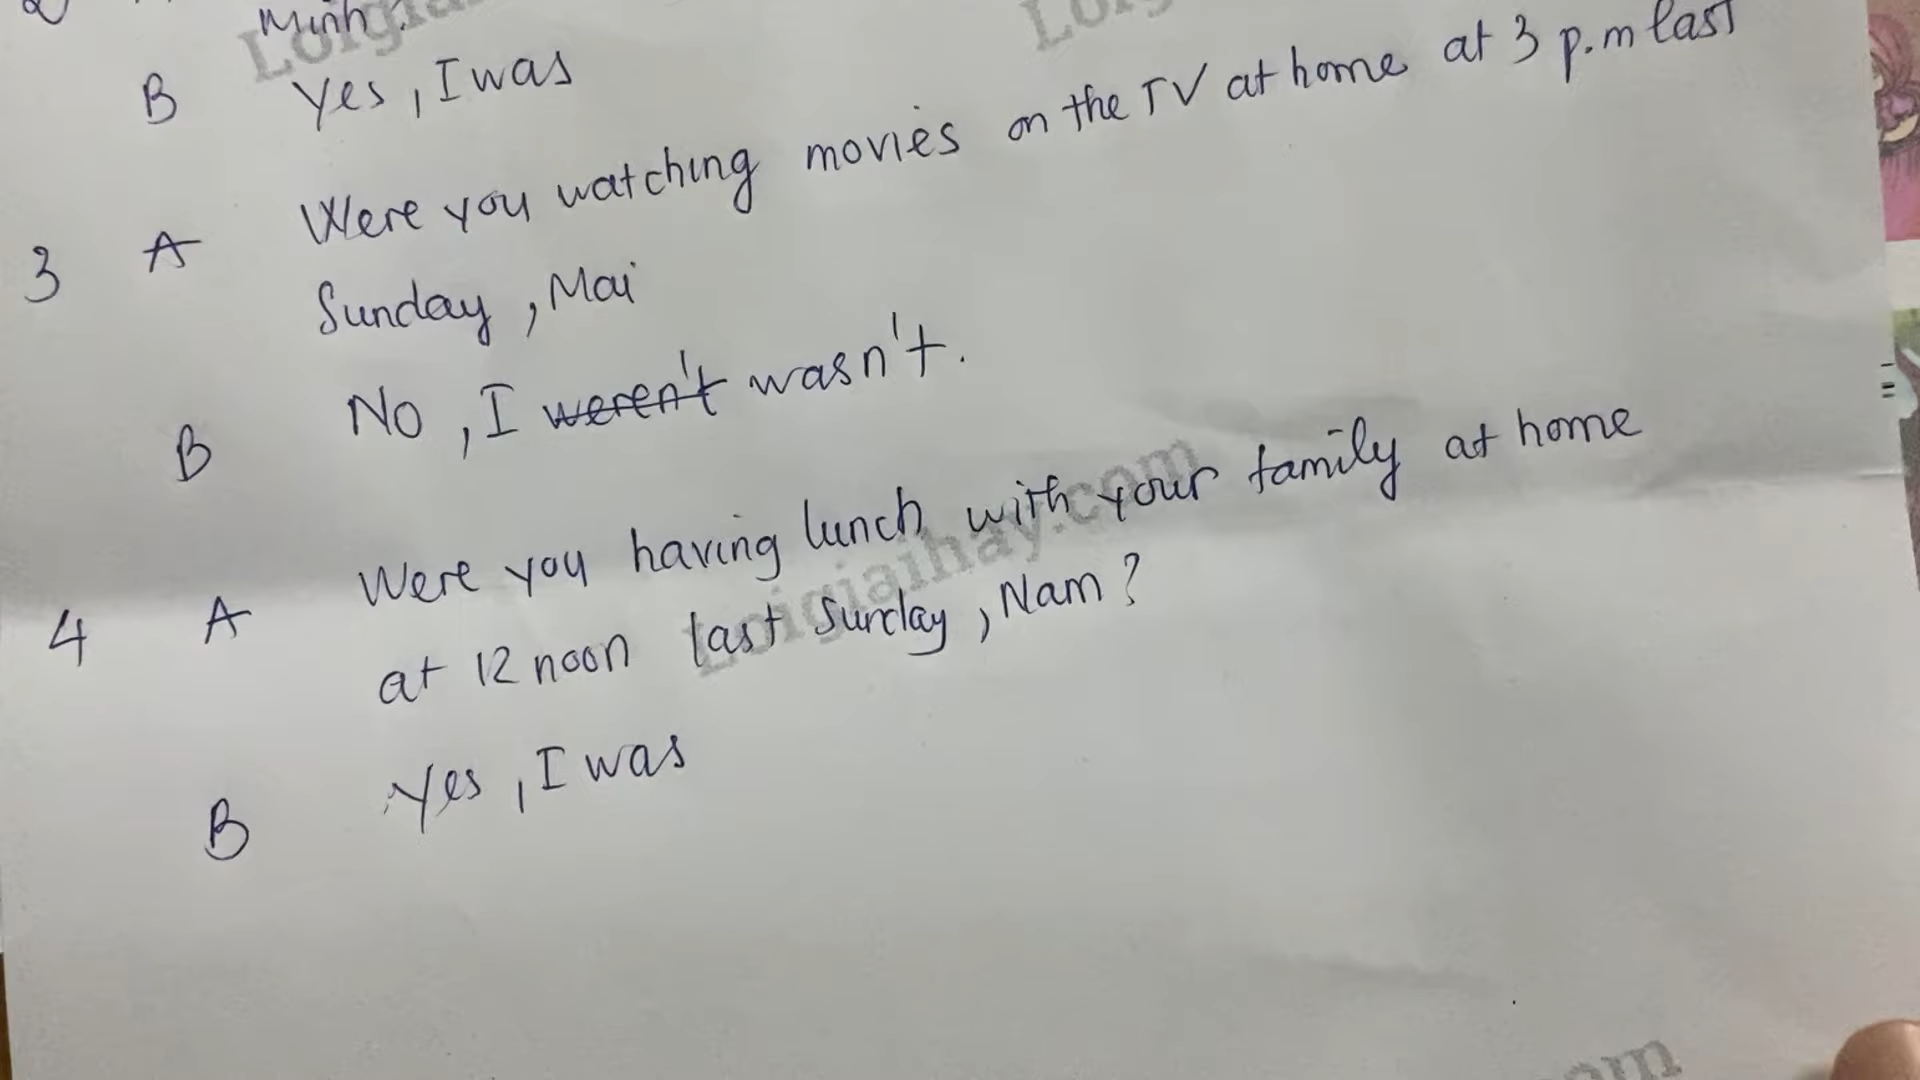 Minh?
B Yes, I was
3 A Were you watching movies on the TV at home at 3 p.m last
Sunday, Mai
B No, I weren't wasn't.
4 A Were you having lunch with your family at home
at 12 noon last Sunday, Nam?
B Yes, I was
Loigiaihay.com